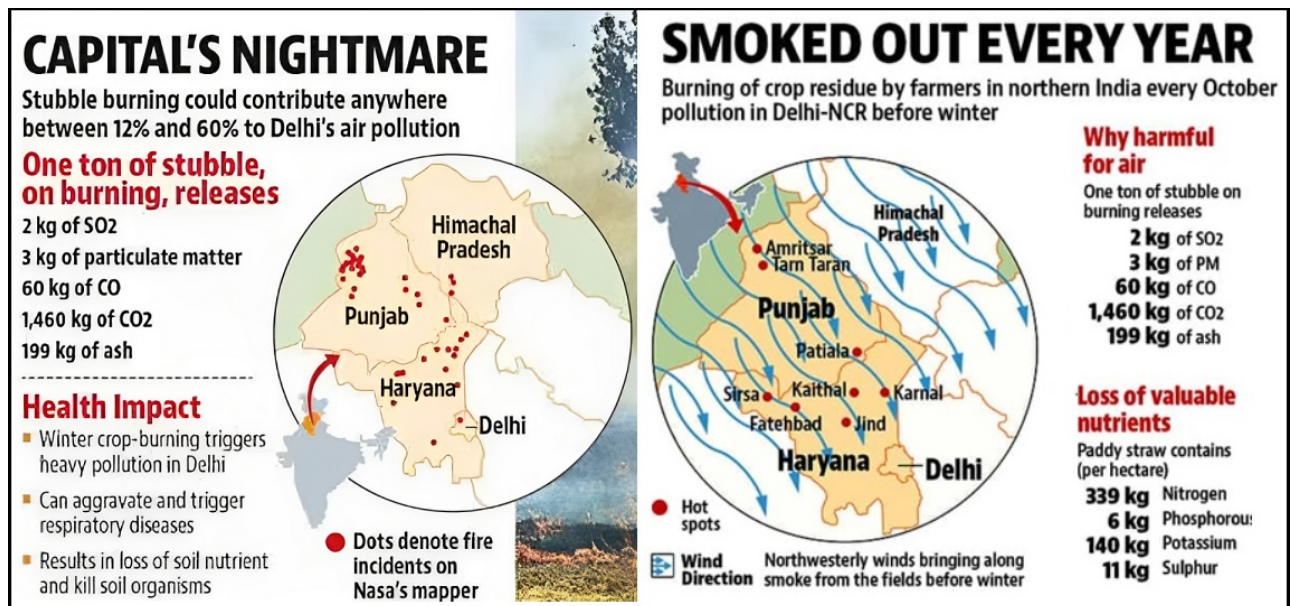 CAPITAL'S NIGHTMARE
Stubble burning could contribute anywhere
between 12% and 60% to Delhi's air pollution
One ton of stubble,
on burning, releases
2 kg of SO2
3 kg of particulate matter
60 kg of CO
1,460 kg of CO2
199 kg of ash
Health Impact
Winter crop-burning triggers
heavy pollution in Delhi
Can aggravate and trigger
respiratory diseases
Results in loss of soil nutrient
and kill soil organisms
Himachal
Pradesh
Punjab
Haryana
Delhi
Dots denote fire
incidents on
Nasa's mapper
SMOKED OUT EVERY YEAR
Burning of crop residue by farmers in northern India every October
pollution in Delhi-NCR before winter
Himachal
Pradesh
Amritsar
Tarn Taran
Punjab
Patiala
Sirsa
Kaithal
Karnal
Fatehbad
Jind
Haryana
Delhi
Hot
spots
Wind
Direction
Northwesterly winds bringing along
smoke from the fields before winter
Why harmful
for air
One ton of stubble on
burning releases
2 kg of SO2
3 kg of PM
60 kg of CO
1,460 kg of CO2
199 kg of ash
Loss of valuable
nutrients
Paddy straw contains
(per hectare)
339 kg Nitrogen
6 kg Phosphorous
140 kg Potassium
11 kg Sulphur